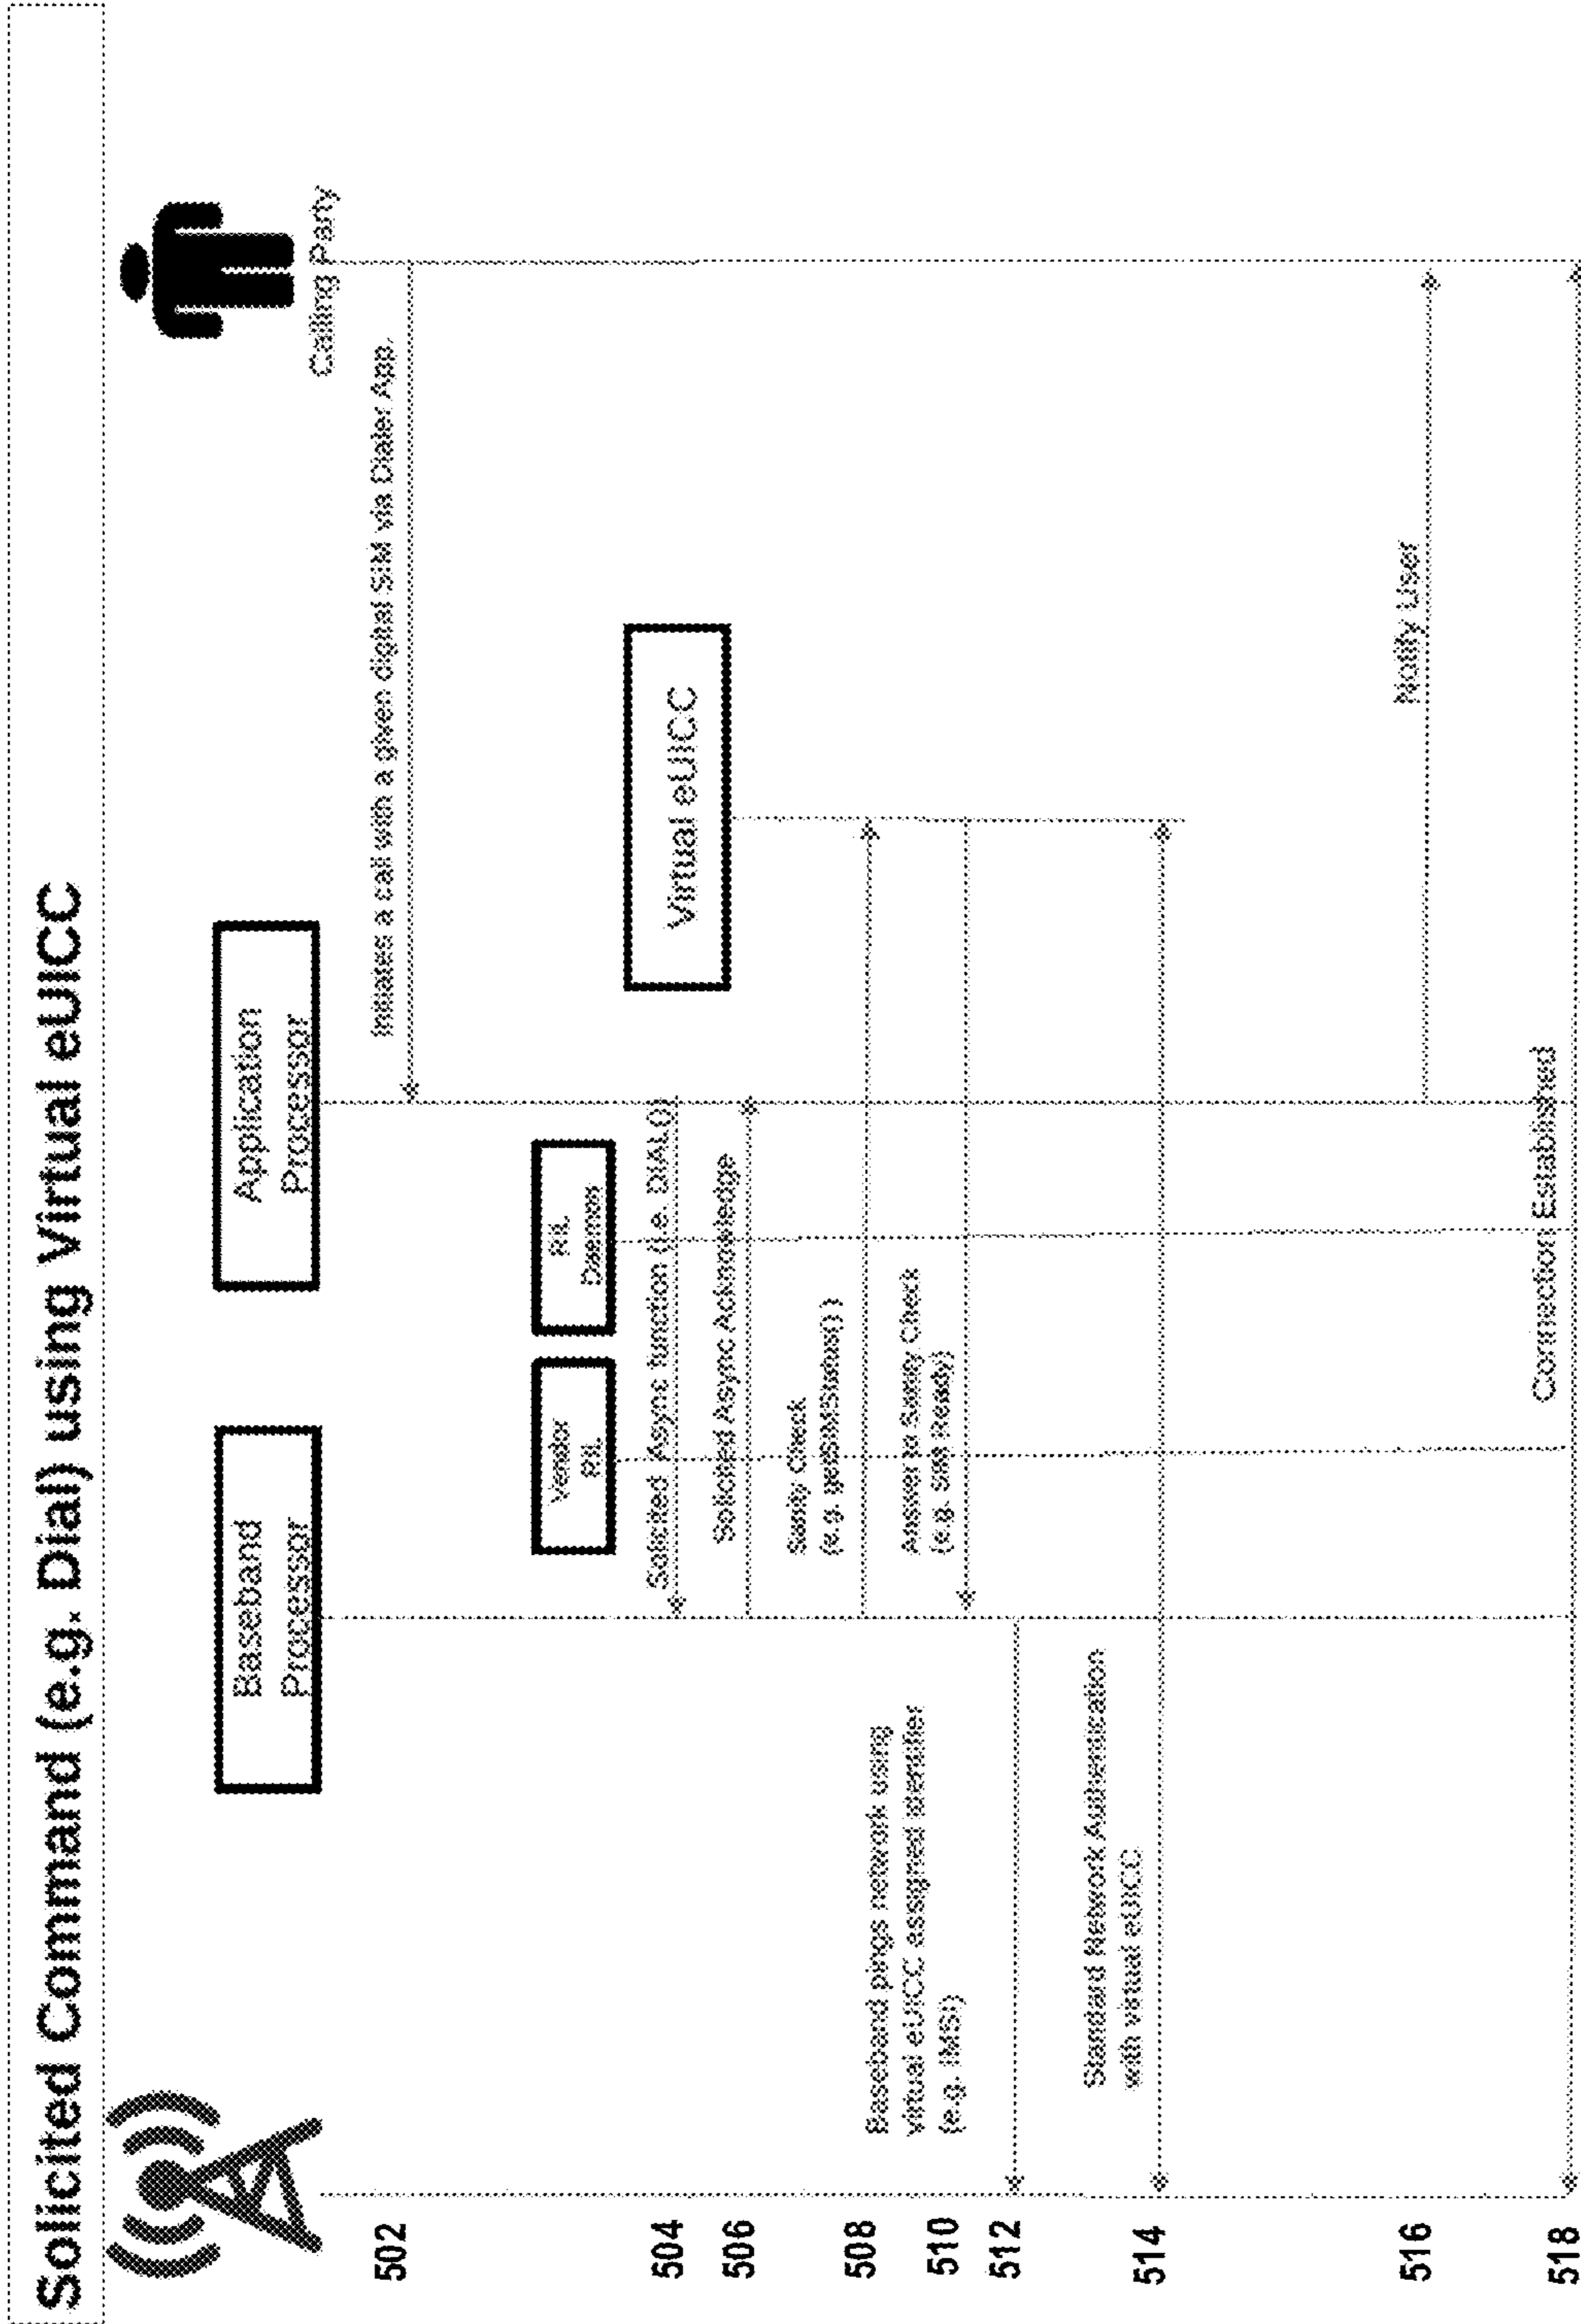 Solicited Command (e.g. Dial) using Virtual eUICC
Baseband
Processor
Application
Processor
Calling Party
502
Initiates a call with a given digital SIM via Dialer App.
Vendor
RIL
RIL
Daemon
Virtual eUICC
504
Solicited Async function (i.e. DIAL())
506
Solicited Async Acknowledge
508
Sanity Check
(e.g. getSIMStatus() )
510
Answer to Sanity Check
(e.g. SIM Ready)
512
Baseband pings network using
virtual eUICC assigned identifier
(e.g. IMSI)
514
Standard Network Authentication
with virtual eUICC
516
Notify User
518
Connection Established